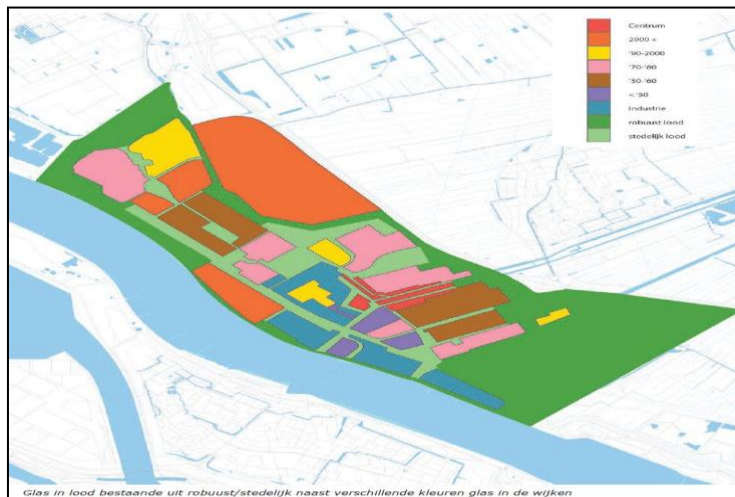 Centrum
2000 +
'90-2000
'70-'80
'50-'60
<'50
Industrie
robuust lood
stedelijk lood
Glas in lood bestaande uit robuust/stedelijk naast verschillende kleuren glas in de wijken